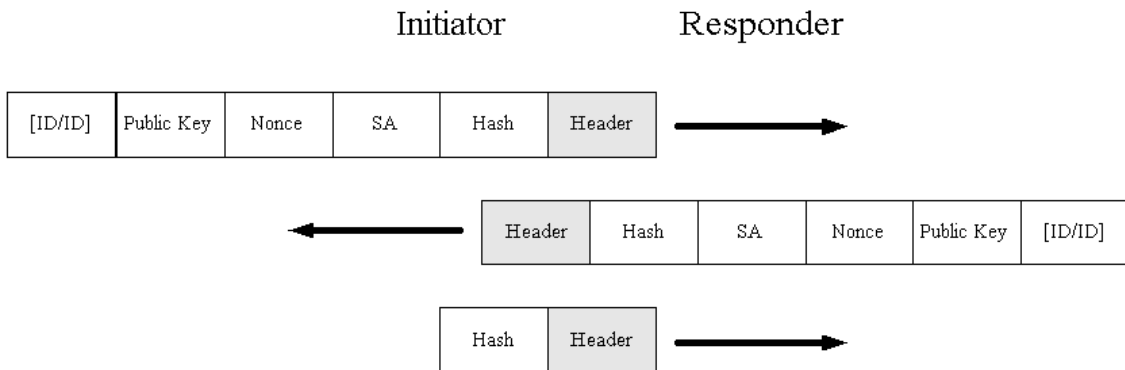 Initiator Responder
[ID/ID] Public Key Nonce SA Hash Header
Header Hash SA Nonce Public Key [ID/ID]
Hash Header